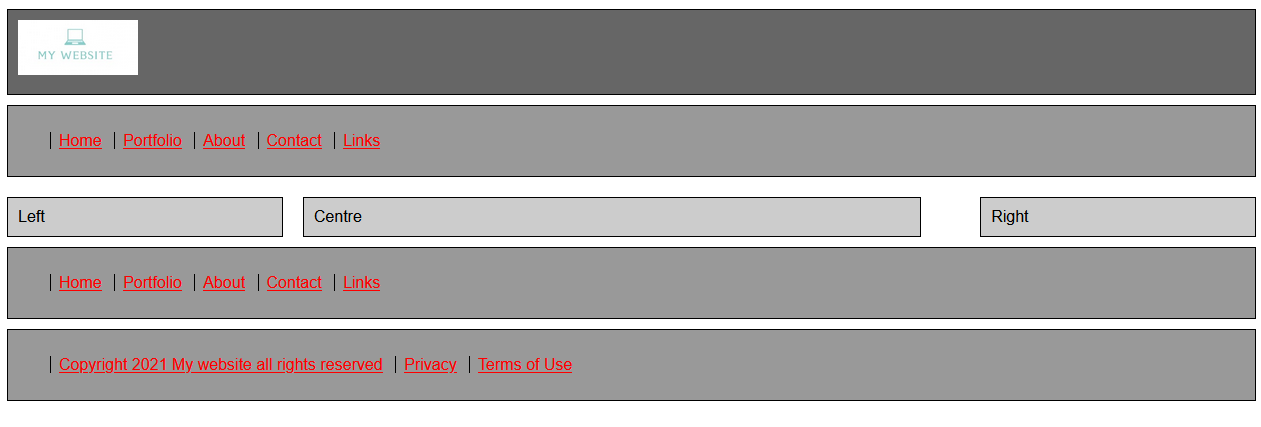 MY WEBSITE
Home Portfolio About Contact Links
Left Centre Right
Home Portfolio About Contact Links
Copyright 2021 My website all rights reserved Privacy Terms of Use